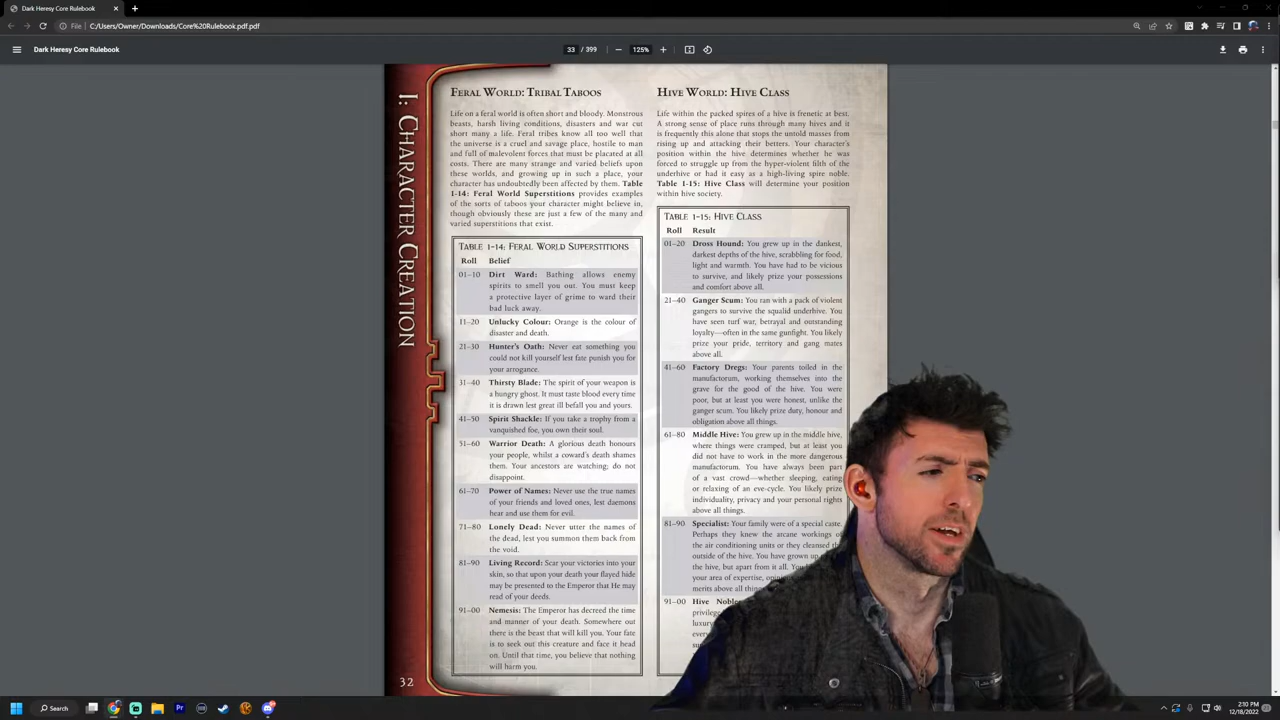 Dark Heresy Core Rulebook
File | C:/Users/Owner/Downloads/Core%20Rulebook.pdf.pdf
Dark Heresy Core Rulebook
33 / 399
125%
I: Character Creation
Feral World: Tribal Taboos
Life on a feral world is often short and bloody. Monstrous
beasts, harsh living conditions, disasters and war cut
short many a life. Feral tribes know all too well that
the universe is a cruel and savage place, hostile to man
and full of malevolent forces that must be placated at all
costs. There are many strange and varied beliefs upon
these worlds, and growing up in such a place, your
character has undoubtedly been affected by them. Table
1-14: Feral World Superstitions provides examples
of the sorts of taboos your character might believe in,
though obviously these are just a few of the many and
varied superstitions that exist.
Table 1-14: Feral World Superstitions
Roll Belief
01–10 Dirt Ward: Bathing allows enemy
spirits to smell you out. You must keep
a protective layer of grime to ward their
bad luck away.
11–20 Unlucky Colour: Orange is the colour of
disaster and death.
21–30 Hunter's Oath: Never eat something you
could not kill yourself lest fate punish you for
your arrogance.
31–40 Thirsty Blade: The spirit of your weapon is
a hungry ghost. It must taste blood every time
it is drawn lest great ill befall you and yours.
41–50 Spirit Shackle: If you take a trophy from a
vanquished foe, you own their soul.
51–60 Warrior Death: A glorious death honours
your people, whilst a coward's death shames
them. Your ancestors are watching; do not
disappoint.
61–70 Power of Names: Never use the true names
of your friends and loved ones, lest daemons
hear and use them for evil.
71–80 Lonely Dead: Never utter the names of
the dead, lest you summon them back from
the void.
81–90 Living Record: Scar your victories into your
skin, so that upon your death your flayed hide
may be presented to the Emperor that He may
read of your deeds.
91–00 Nemesis: The Emperor has decreed the time
and manner of your death. Somewhere out
there is the beast that will kill you. Your fate
is to seek out this creature and face it head
on. Until that time, you believe that nothing
will harm you.
32
Hive World: Hive Class
Life within the packed spires of a hive is frenetic at best.
A strong sense of place runs through many hives and it
is frequently this alone that stops the untold masses from
rising up and attacking their betters. Your character's
position within the hive determines whether he was
forced to struggle up from the hyper-violent filth of the
underhive or had it easy as a high-living spire noble.
Table 1-15: Hive Class will determine your position
within hive society.
Table 1-15: Hive Class
Roll Result
01–20 Dross Hound: You grew up in the dankest,
darkest depths of the hive, scrabbling for food,
light and warmth. You have had to be vicious
to survive, and likely prize your possessions
and comfort above all.
21–40 Ganger Scum: You ran with a pack of violent
gangers to survive the squalid underhive. You
have seen turf war, betrayal and outstanding
loyalty—often in the same gunfight. You likely
prize your pride, territory and gang mates
above all.
41–60 Factory Dregs: Your parents toiled in the
manufactorum, working themselves into the
grave for the good of the hive. You were
poor, but at least you were honest, unlike the
ganger scum. You likely prize duty, honour and
obligation above all things.
61–80 Middle Hive: You grew up in the middle hive,
where things were cramped, but at least you
did not have to work in the more dangerous
manufactorum. You have always been part
of a vast crowd—whether sleeping, eating
or relaxing of an eve-cycle. You likely prize
individuality, privacy and your personal rights
above all things.
81–90 Specialist: Your family were of a special caste.
Perhaps they knew the arcane workings of
the air conditioning units or they cleansed the
outside of the hive. You have grown
the hive, but apart from it all.
your area of expertise,
merits above all
91–00 Hive
Search
2:10 PM
12/18/2022